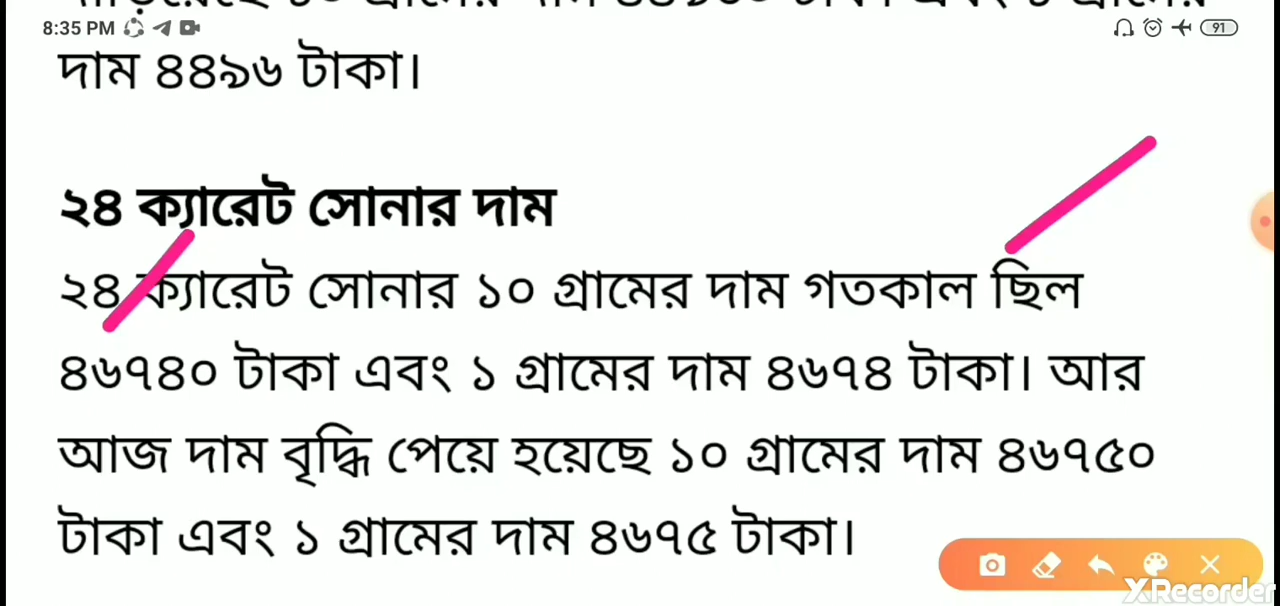 8:35 PM 91
দাম ৪৪৯৬ টাকা।
২৪ ক্যারেট সোনার দাম
২৪ ক্যারেট সোনার ১০ গ্রামের দাম গতকাল ছিল
৪৬৭৪০ টাকা এবং ১ গ্রামের দাম ৪৬৭৪ টাকা। আর
আজ দাম বৃদ্ধি পেয়ে হয়েছে ১০ গ্রামের দাম ৪৬৭৫০
টাকা এবং ১ গ্রামের দাম ৪৬৭৫ টাকা।
XRecorder